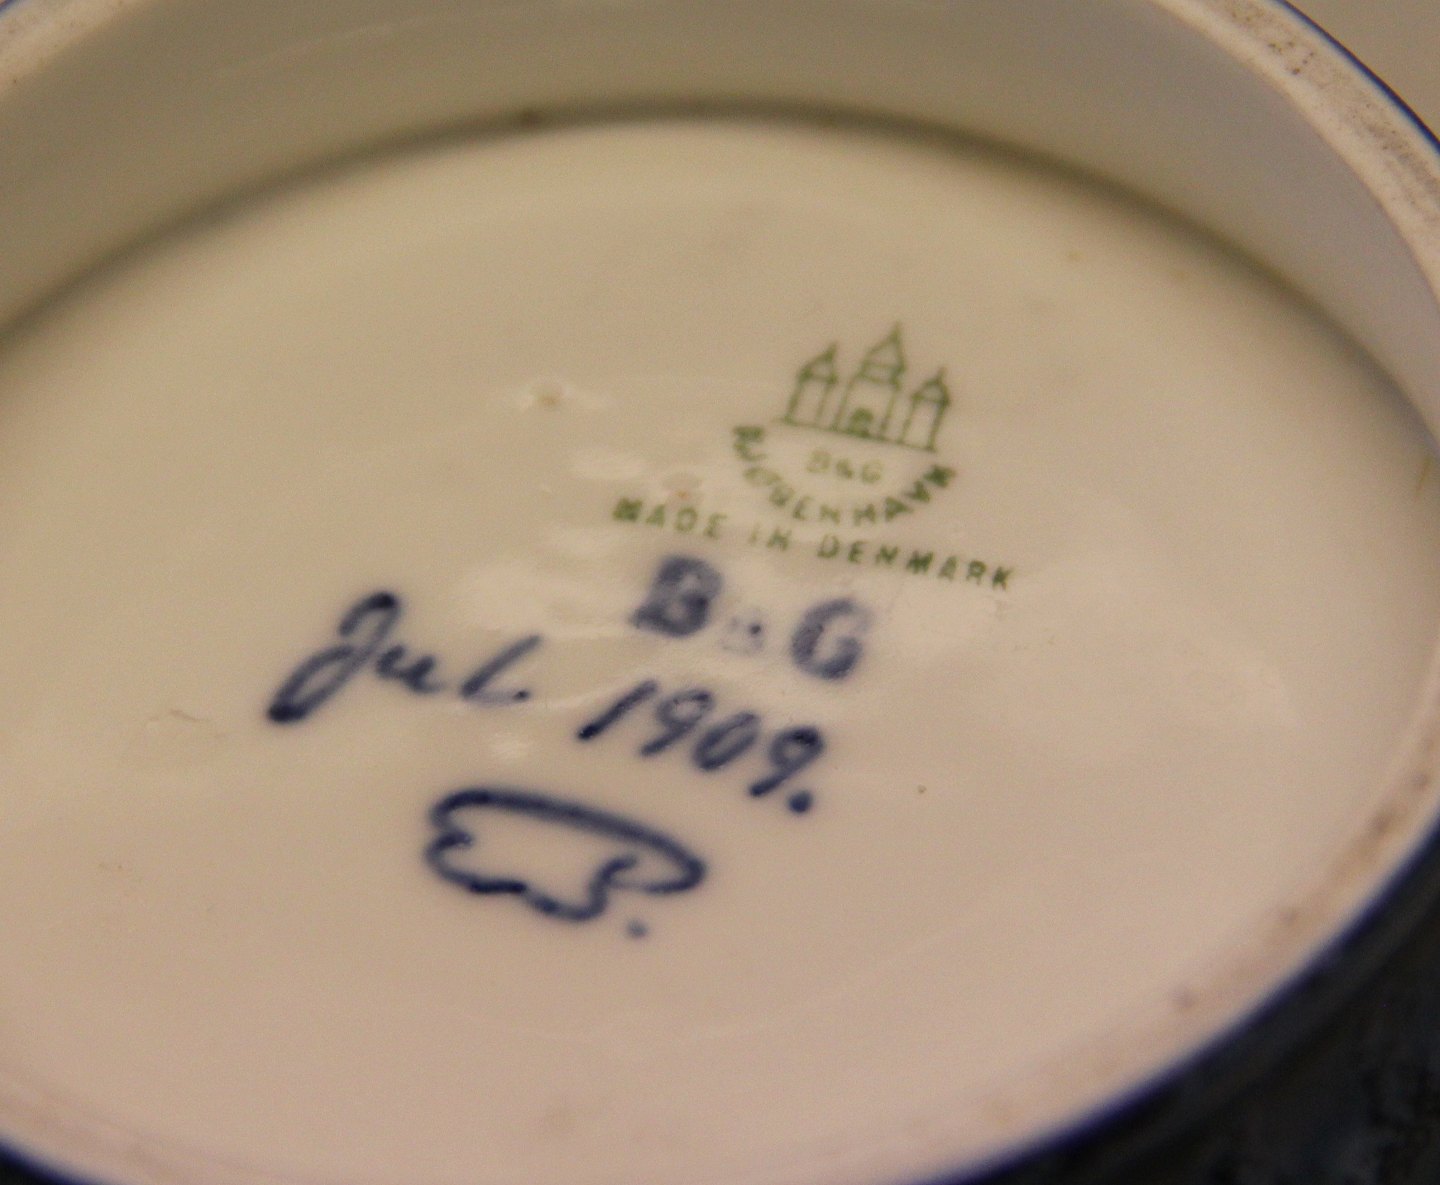 B&G
KØBENHAVN
MADE IN DENMARK
B&G
Jul 1909.